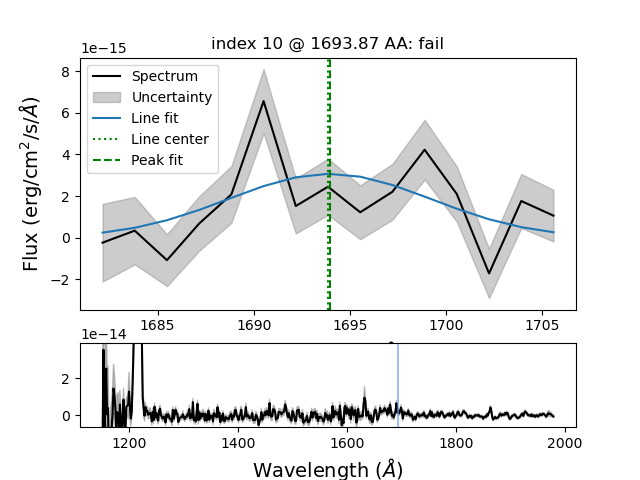 index 10 @ 1693.87 AA: fail
1e−15
Spectrum
Uncertainty
Line fit
Line center
Peak fit
8
6
4
2
0
−2
Flux (erg/cm²/s/Å)
1685 1690 1695 1700 1705
1e−14
2
0
1200 1400 1600 1800 2000
Wavelength (Å)